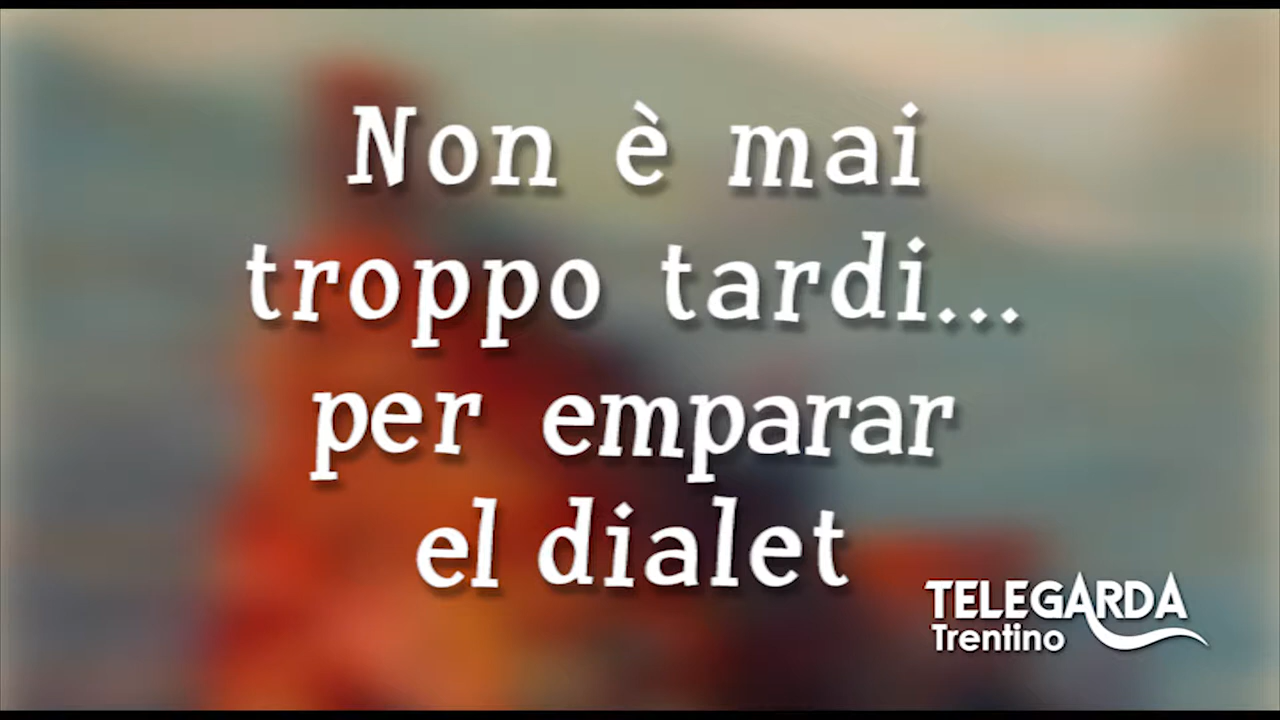 Non è mai
troppo tardi...
per emparar
el dialet
TELEGARDA
Trentino